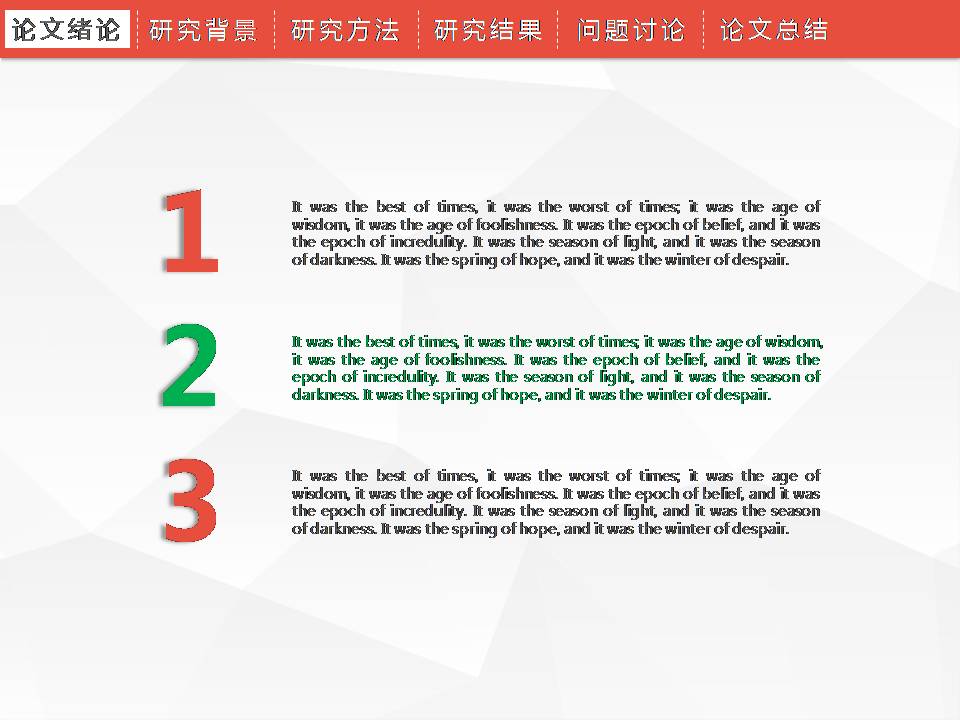 论文绪论 研究背景 研究方法 研究结果 问题讨论 论文总结
1
It was the best of times, it was the worst of times; it was the age of
wisdom, it was the age of foolishness. It was the epoch of belief, and it was
the epoch of incredulity. It was the season of light, and it was the season
of darkness. It was the spring of hope, and it was the winter of despair.
2
It was the best of times, it was the worst of times; it was the age of wisdom,
it was the age of foolishness. It was the epoch of belief, and it was the
epoch of incredulity. It was the season of light, and it was the season of
darkness. It was the spring of hope, and it was the winter of despair.
3
It was the best of times, it was the worst of times; it was the age of
wisdom, it was the age of foolishness. It was the epoch of belief, and it was
the epoch of incredulity. It was the season of light, and it was the season
of darkness. It was the spring of hope, and it was the winter of despair.